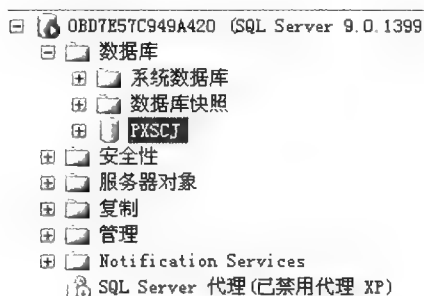 OBD7E57C949A420 (SQL Server 9.0.1399
数据库
系统数据库
数据库快照
PXSCJ
安全性
服务器对象
复制
管理
Notification Services
SQL Server 代理(已禁用代理 XP)